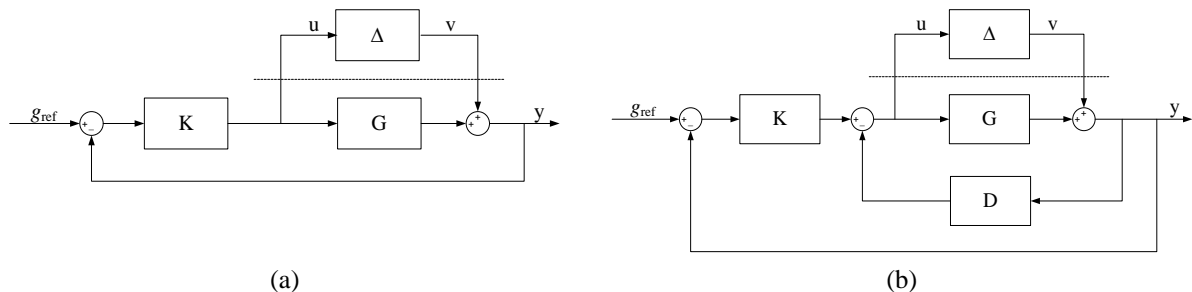 u Δ v
g_ref + − K G + + y
(a)
u Δ v
g_ref + − K + − G + + y
D
(b)